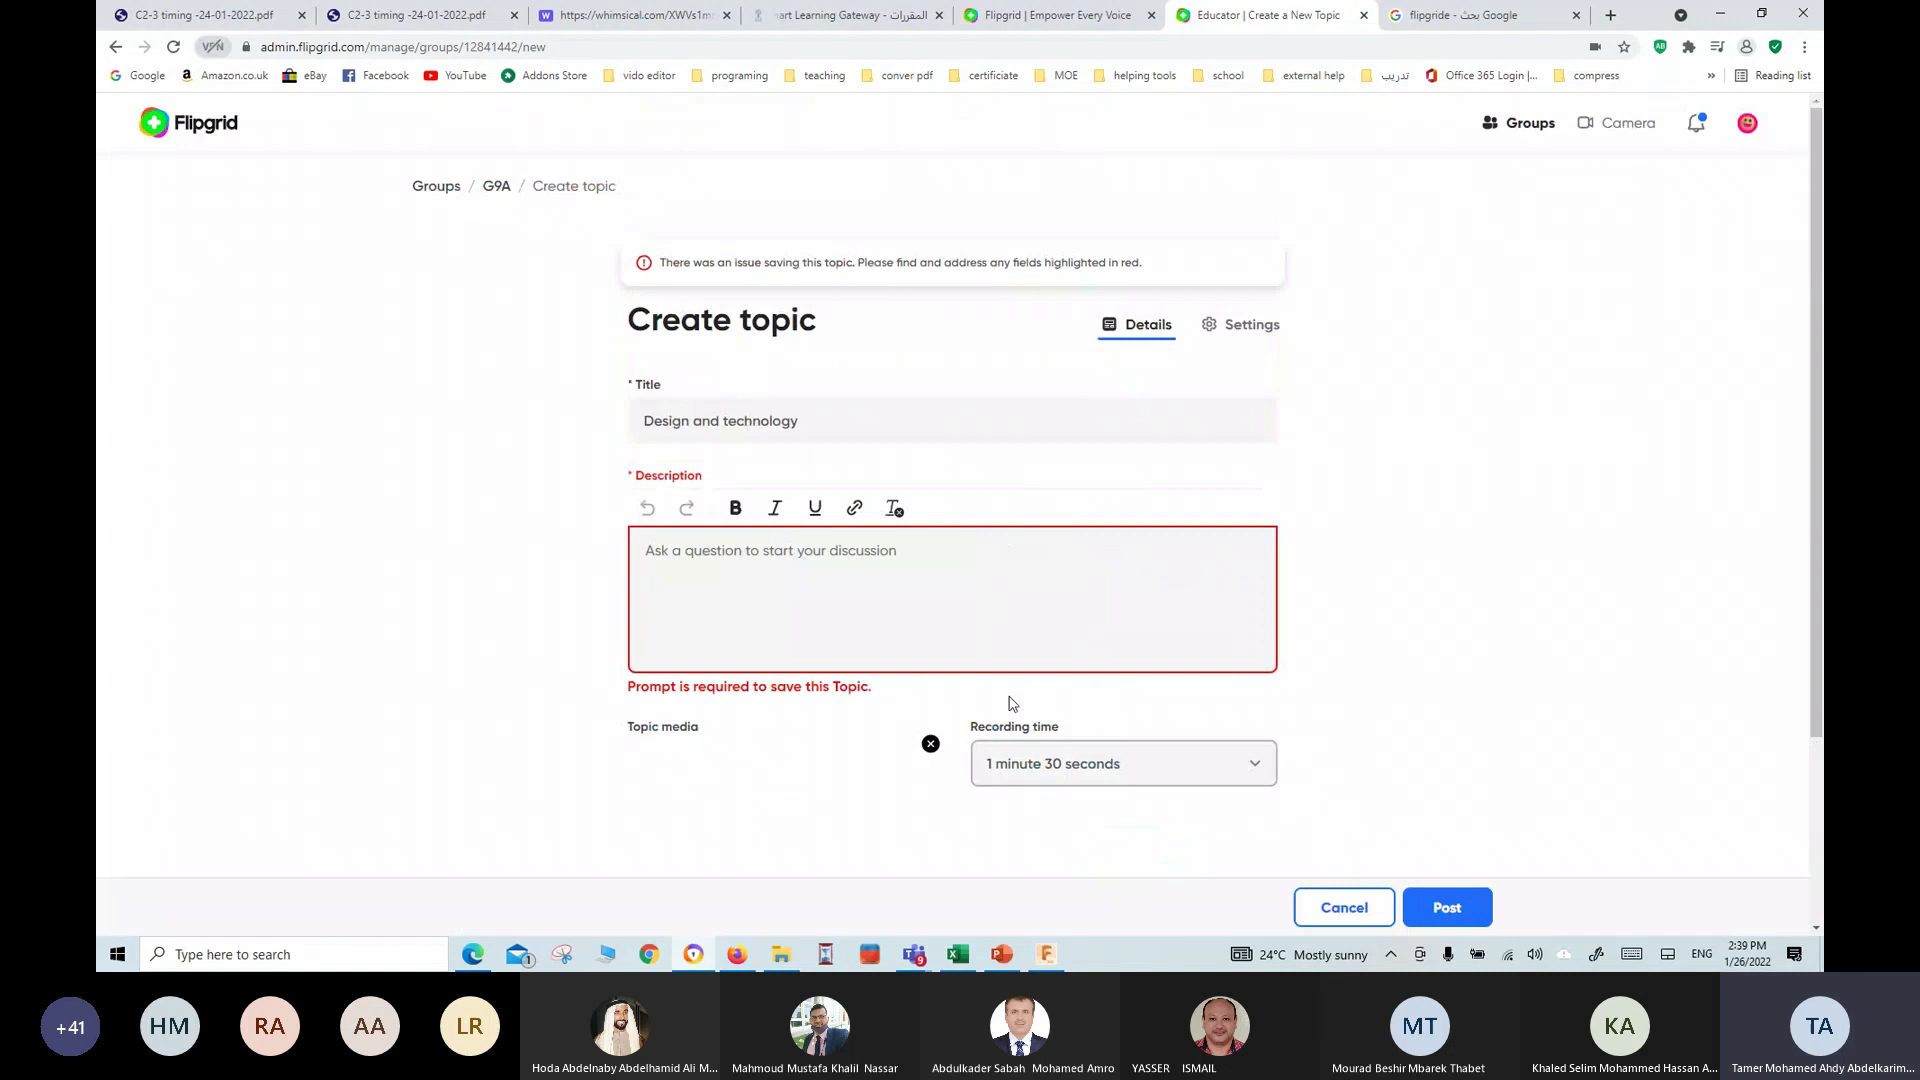 C2-3 timing -24-01-2022.pdf
C2-3 timing -24-01-2022.pdf
https://whimsical.com/XWVs1m
art Learning Gateway - المقررات
Flipgrid | Empower Every Voice
Educator | Create a New Topic
flipgride - بحث Google
VPN
admin.flipgrid.com/manage/groups/12841442/new
Google
Amazon.co.uk
eBay
Facebook
YouTube
Addons Store
vido editor
programing
teaching
conver pdf
certificiate
MOE
helping tools
school
external help
تدريب
Office 365 Login |...
compress
»
Reading list
Flipgrid
Groups
Camera
Groups / G9A / Create topic
There was an issue saving this topic. Please find and address any fields highlighted in red.
Create topic
Details
Settings
* Title
Design and technology
* Description
B I U
Ask a question to start your discussion
Prompt is required to save this Topic.
Topic media
Recording time
1 minute 30 seconds
Cancel
Post
Type here to search
24°C Mostly sunny
ENG
2:39 PM
1/26/2022
+41
HM
RA
AA
LR
MT
KA
TA
Hoda Abdelnaby Abdelhamid Ali M...
Mahmoud Mustafa Khalil Nassar
Abdulkader Sabah Mohamed Amro
YASSER ISMAIL
Mourad Beshir Mbarek Thabet
Khaled Selim Mohammed Hassan A...
Tamer Mohamed Ahdy Abdelkarim...